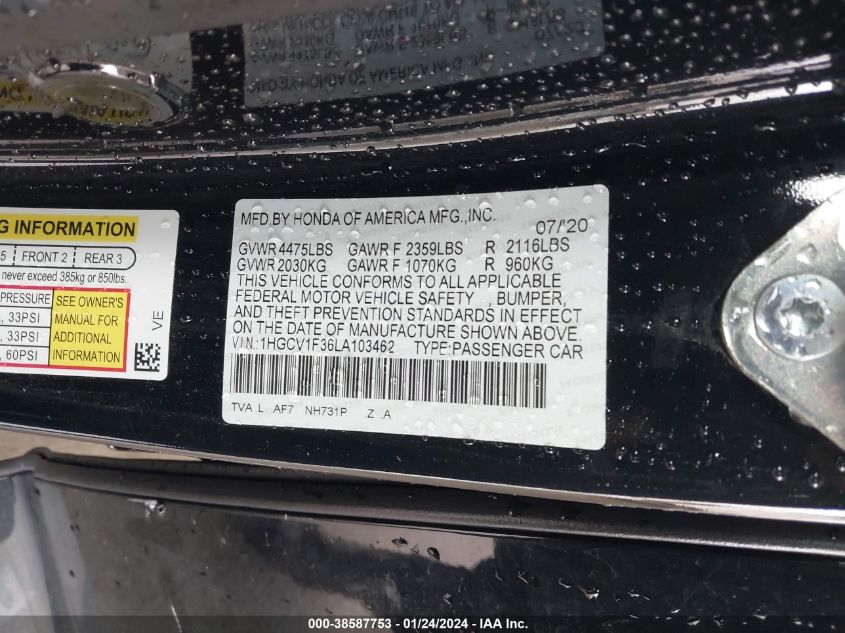 MFD.BY HONDA OF AMERICA MFG.,INC.
07/'20
GVWR 4475LBS GAWR F 2359LBS R 2116LBS
GVWR 2030KG GAWR F 1070KG R 960KG
THIS VEHICLE CONFORMS TO ALL APPLICABLE
FEDERAL MOTOR VEHICLE SAFETY , BUMPER,
AND THEFT PREVENTION STANDARDS IN EFFECT
ON THE DATE OF MANUFACTURE SHOWN ABOVE.
VIN:1HGCV1F36LA103462 TYPE:PASSENGER CAR
TVA L AF7 NH731P Z .A
G INFORMATION
5 FRONT 2 REAR 3
never exceed 385kg or 850lbs.
PRESSURE
, 33PSI
, 33PSI
, 60PSI
SEE OWNER'S
MANUAL FOR
ADDITIONAL
INFORMATION
VE
000-38587753 - 01/24/2024 - IAA Inc.